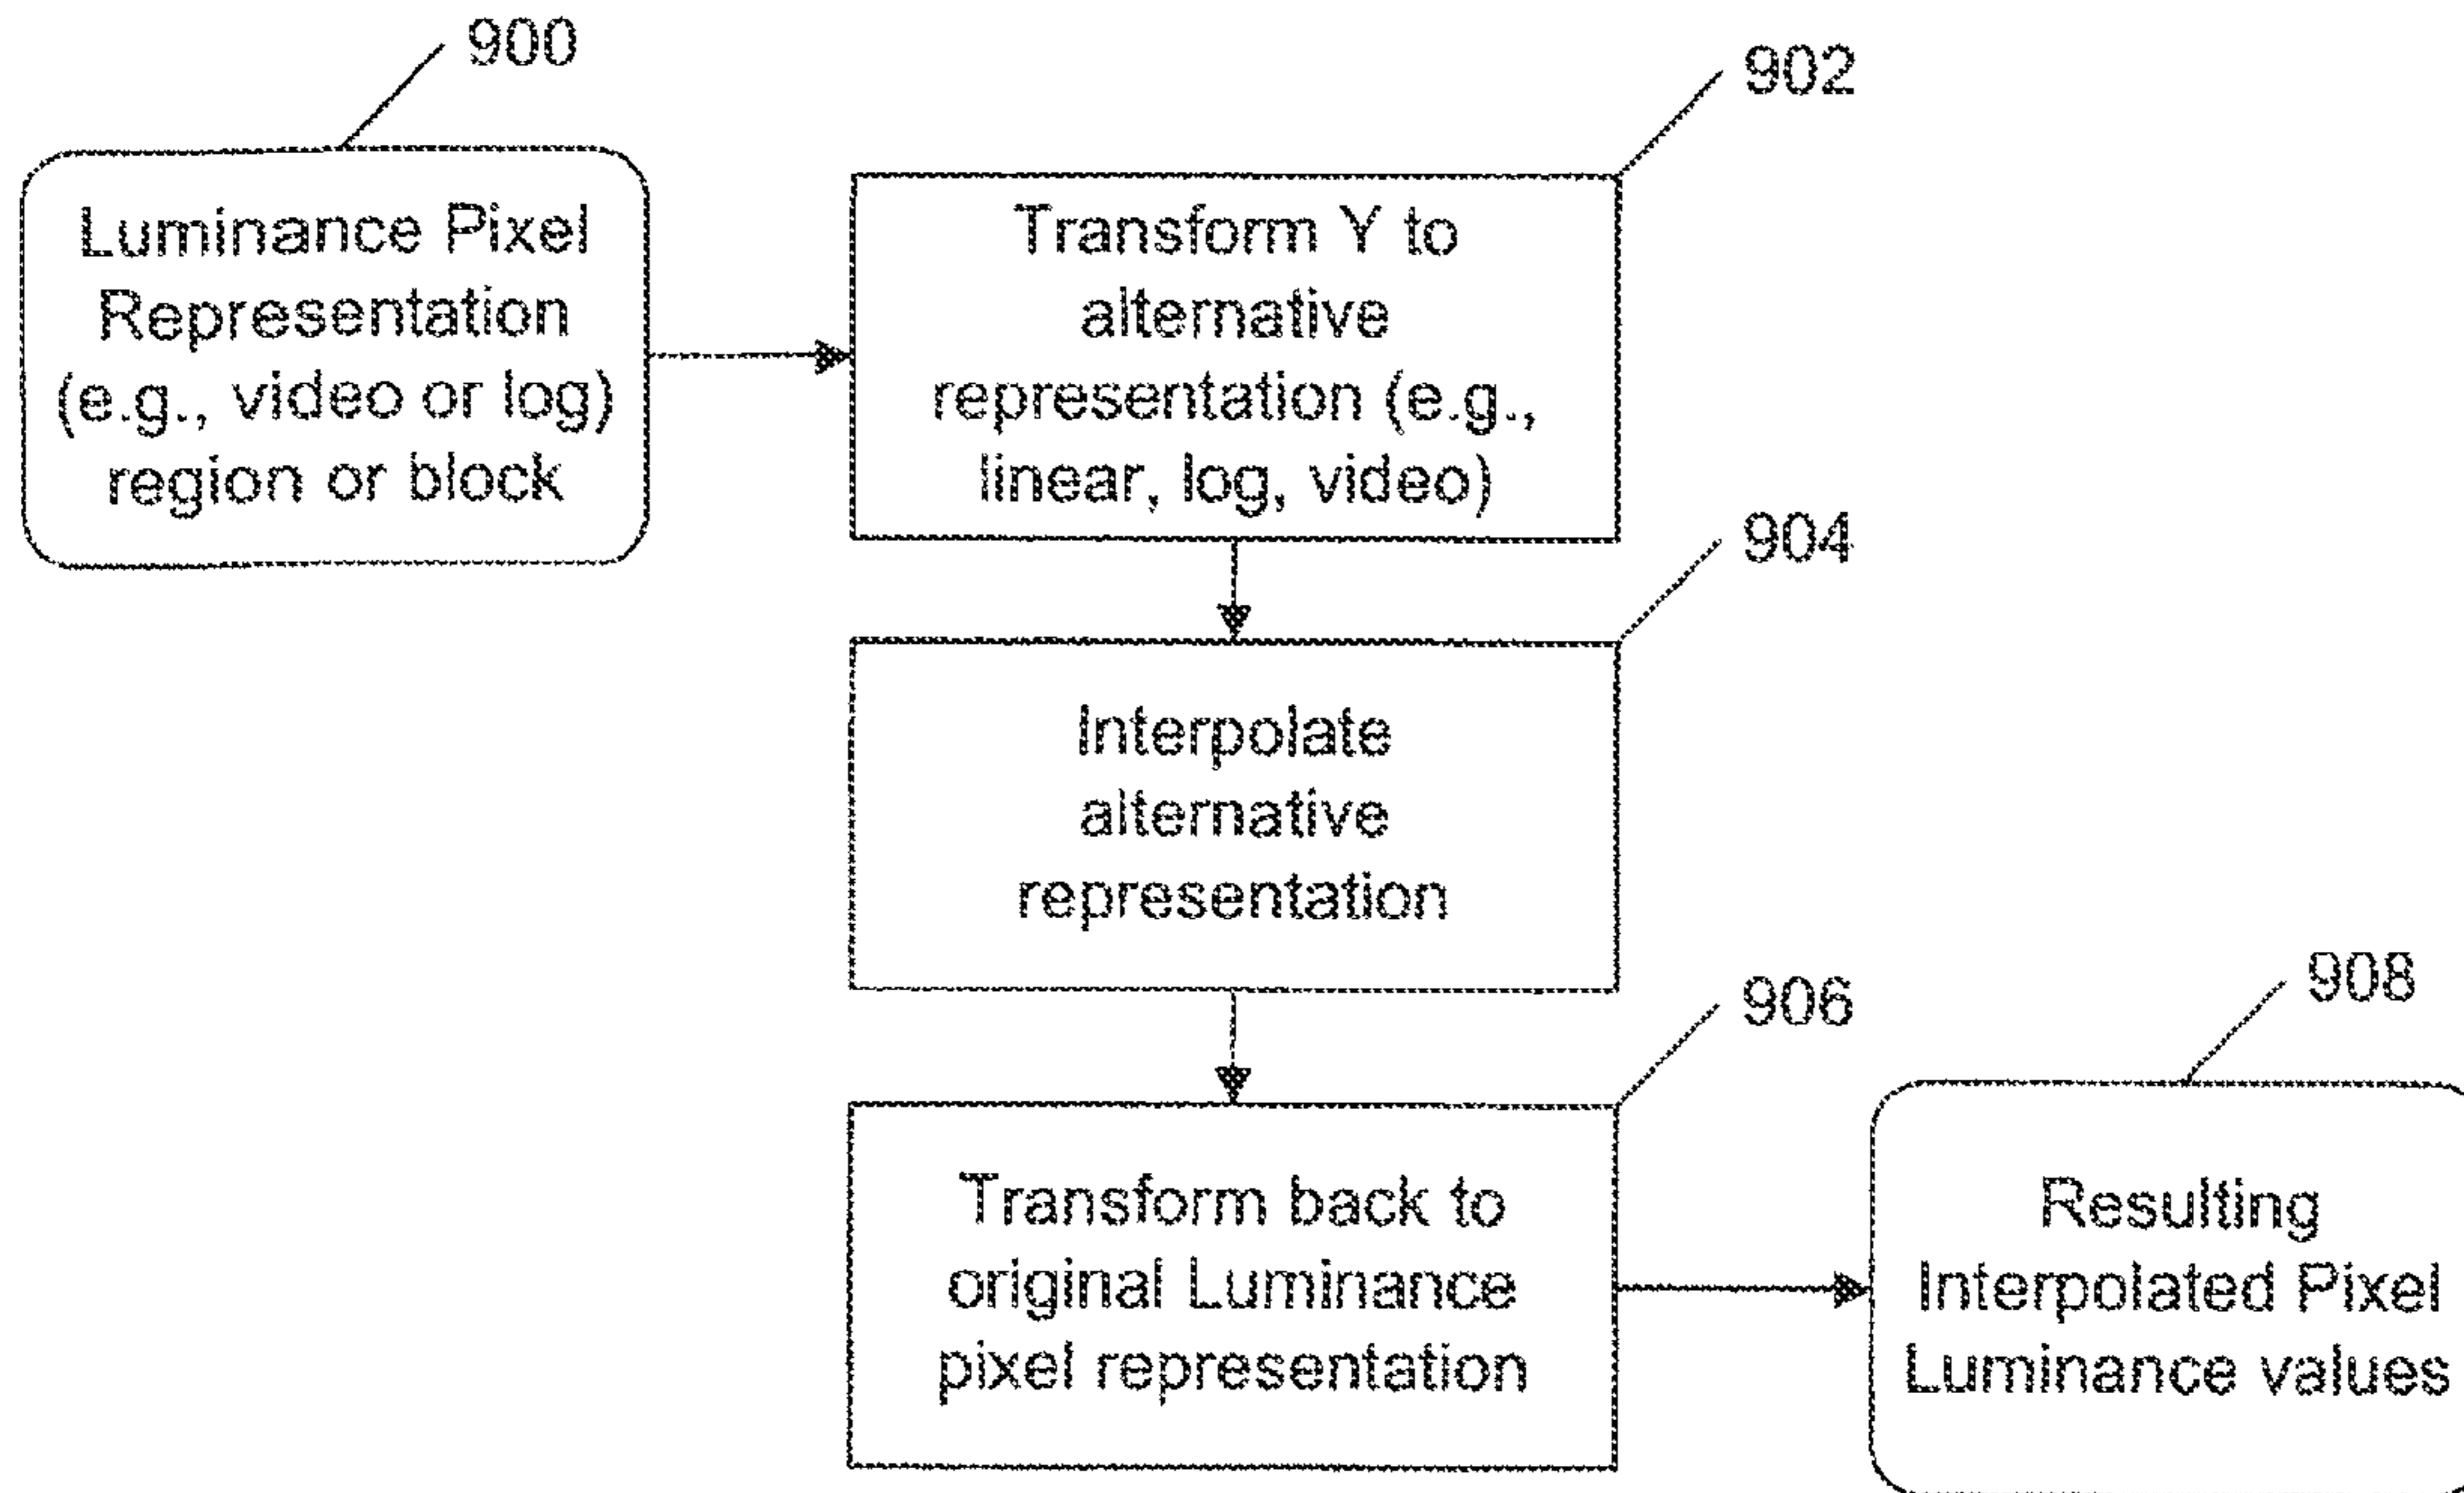 900
Luminance Pixel
Representation
(e.g., video or log)
region or block
902
Transform Y to
alternative
representation (e.g.,
linear, log, video)
904
Interpolate
alternative
representation
906
Transform back to
original Luminance
pixel representation
908
Resulting
Interpolated Pixel
Luminance values